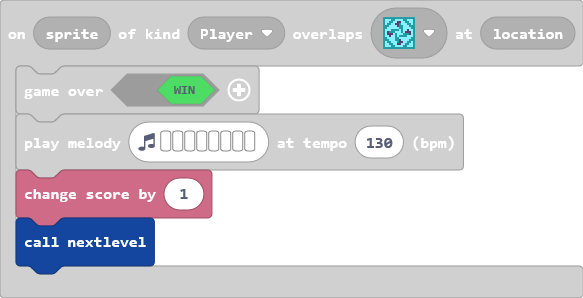 on sprite of kind Player overlaps at location
game over WIN
play melody at tempo 130 (bpm)
change score by 1
call nextlevel